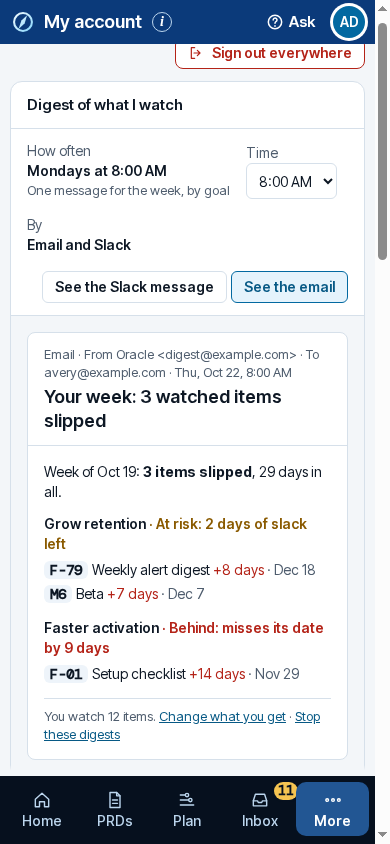 My account i Ask AD
Sign out everywhere
Digest of what I watch
How often
Mondays at 8:00 AM
One message for the week, by goal
Time
8:00 AM
By
Email and Slack
See the Slack message See the email
Email · From Oracle <digest@example.com> · To
avery@example.com · Thu, Oct 22, 8:00 AM
Your week: 3 watched items
slipped
Week of Oct 19: 3 items slipped, 29 days in
all.
Grow retention · At risk: 2 days of slack
left
F-79 Weekly alert digest +8 days · Dec 18
M6 Beta +7 days · Dec 7
Faster activation · Behind: misses its date
by 9 days
F-01 Setup checklist +14 days · Nov 29
You watch 12 items. Change what you get · Stop
these digests
11
Home PRDs Plan Inbox More